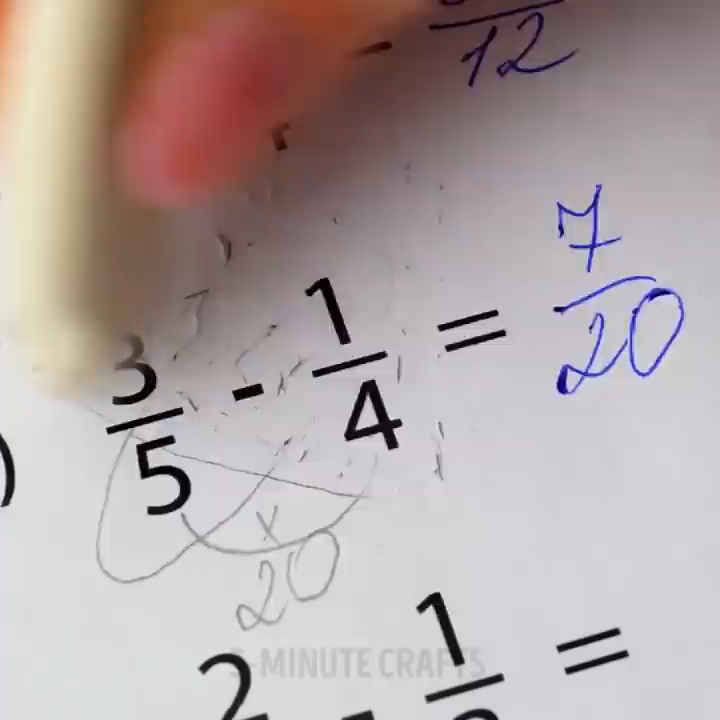 - 12
3/5 - 1/4 = 7/20
)
x
20
5-MINUTE CRAFTS
2 - 1 =